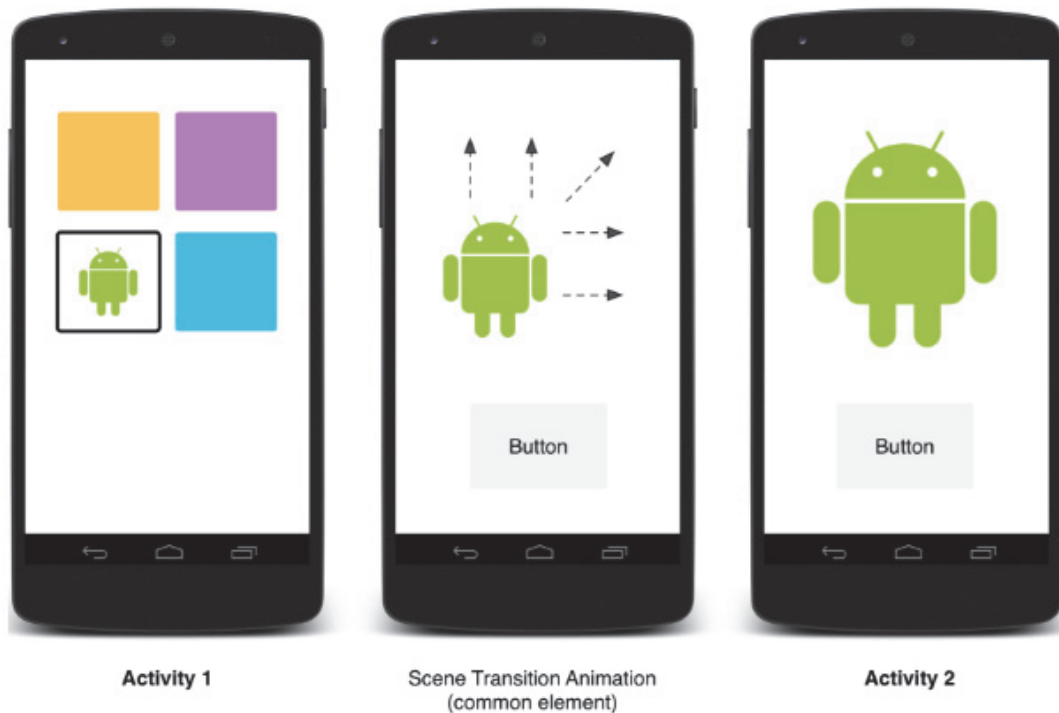 Button
Button
Activity 1
Scene Transition Animation
(common element)
Activity 2